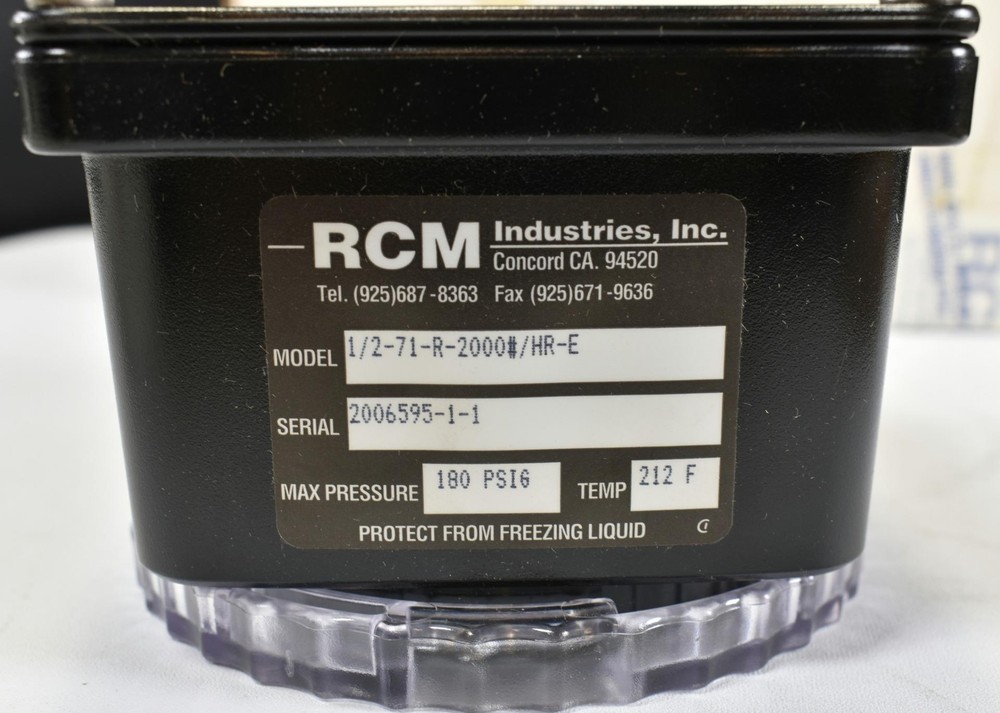 RCM Industries, Inc.
Concord CA. 94520
Tel. (925)687-8363 Fax (925)671-9636
MODEL 1/2-71-R-2000#/HR-E
SERIAL 2006595-1-1
MAX PRESSURE 180 PSIG TEMP 212 F
PROTECT FROM FREEZING LIQUID